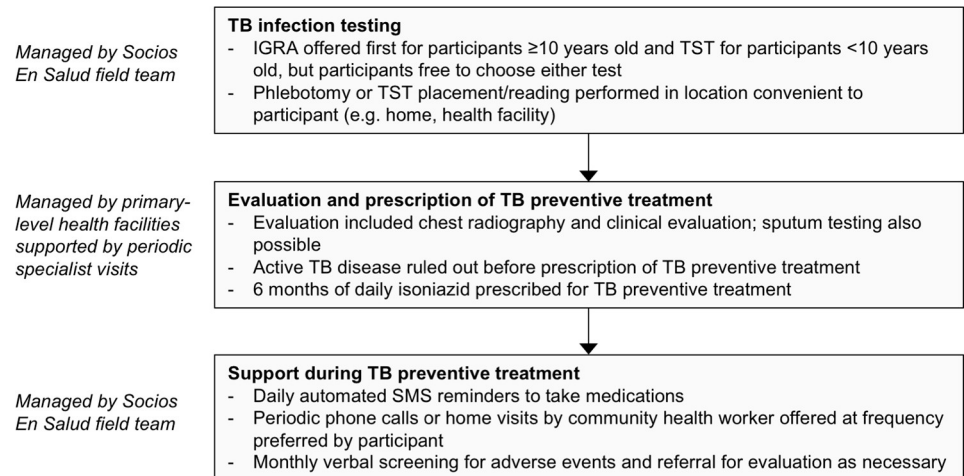 Managed by Socios
En Salud field team
TB infection testing
- IGRA offered first for participants ≥10 years old and TST for participants <10 years
old, but participants free to choose either test
- Phlebotomy or TST placement/reading performed in location convenient to
participant (e.g. home, health facility)
Managed by primary-
level health facilities
supported by periodic
specialist visits
Evaluation and prescription of TB preventive treatment
- Evaluation included chest radiography and clinical evaluation; sputum testing also
possible
- Active TB disease ruled out before prescription of TB preventive treatment
- 6 months of daily isoniazid prescribed for TB preventive treatment
Managed by Socios
En Salud field team
Support during TB preventive treatment
- Daily automated SMS reminders to take medications
- Periodic phone calls or home visits by community health worker offered at frequency
preferred by participant
- Monthly verbal screening for adverse events and referral for evaluation as necessary